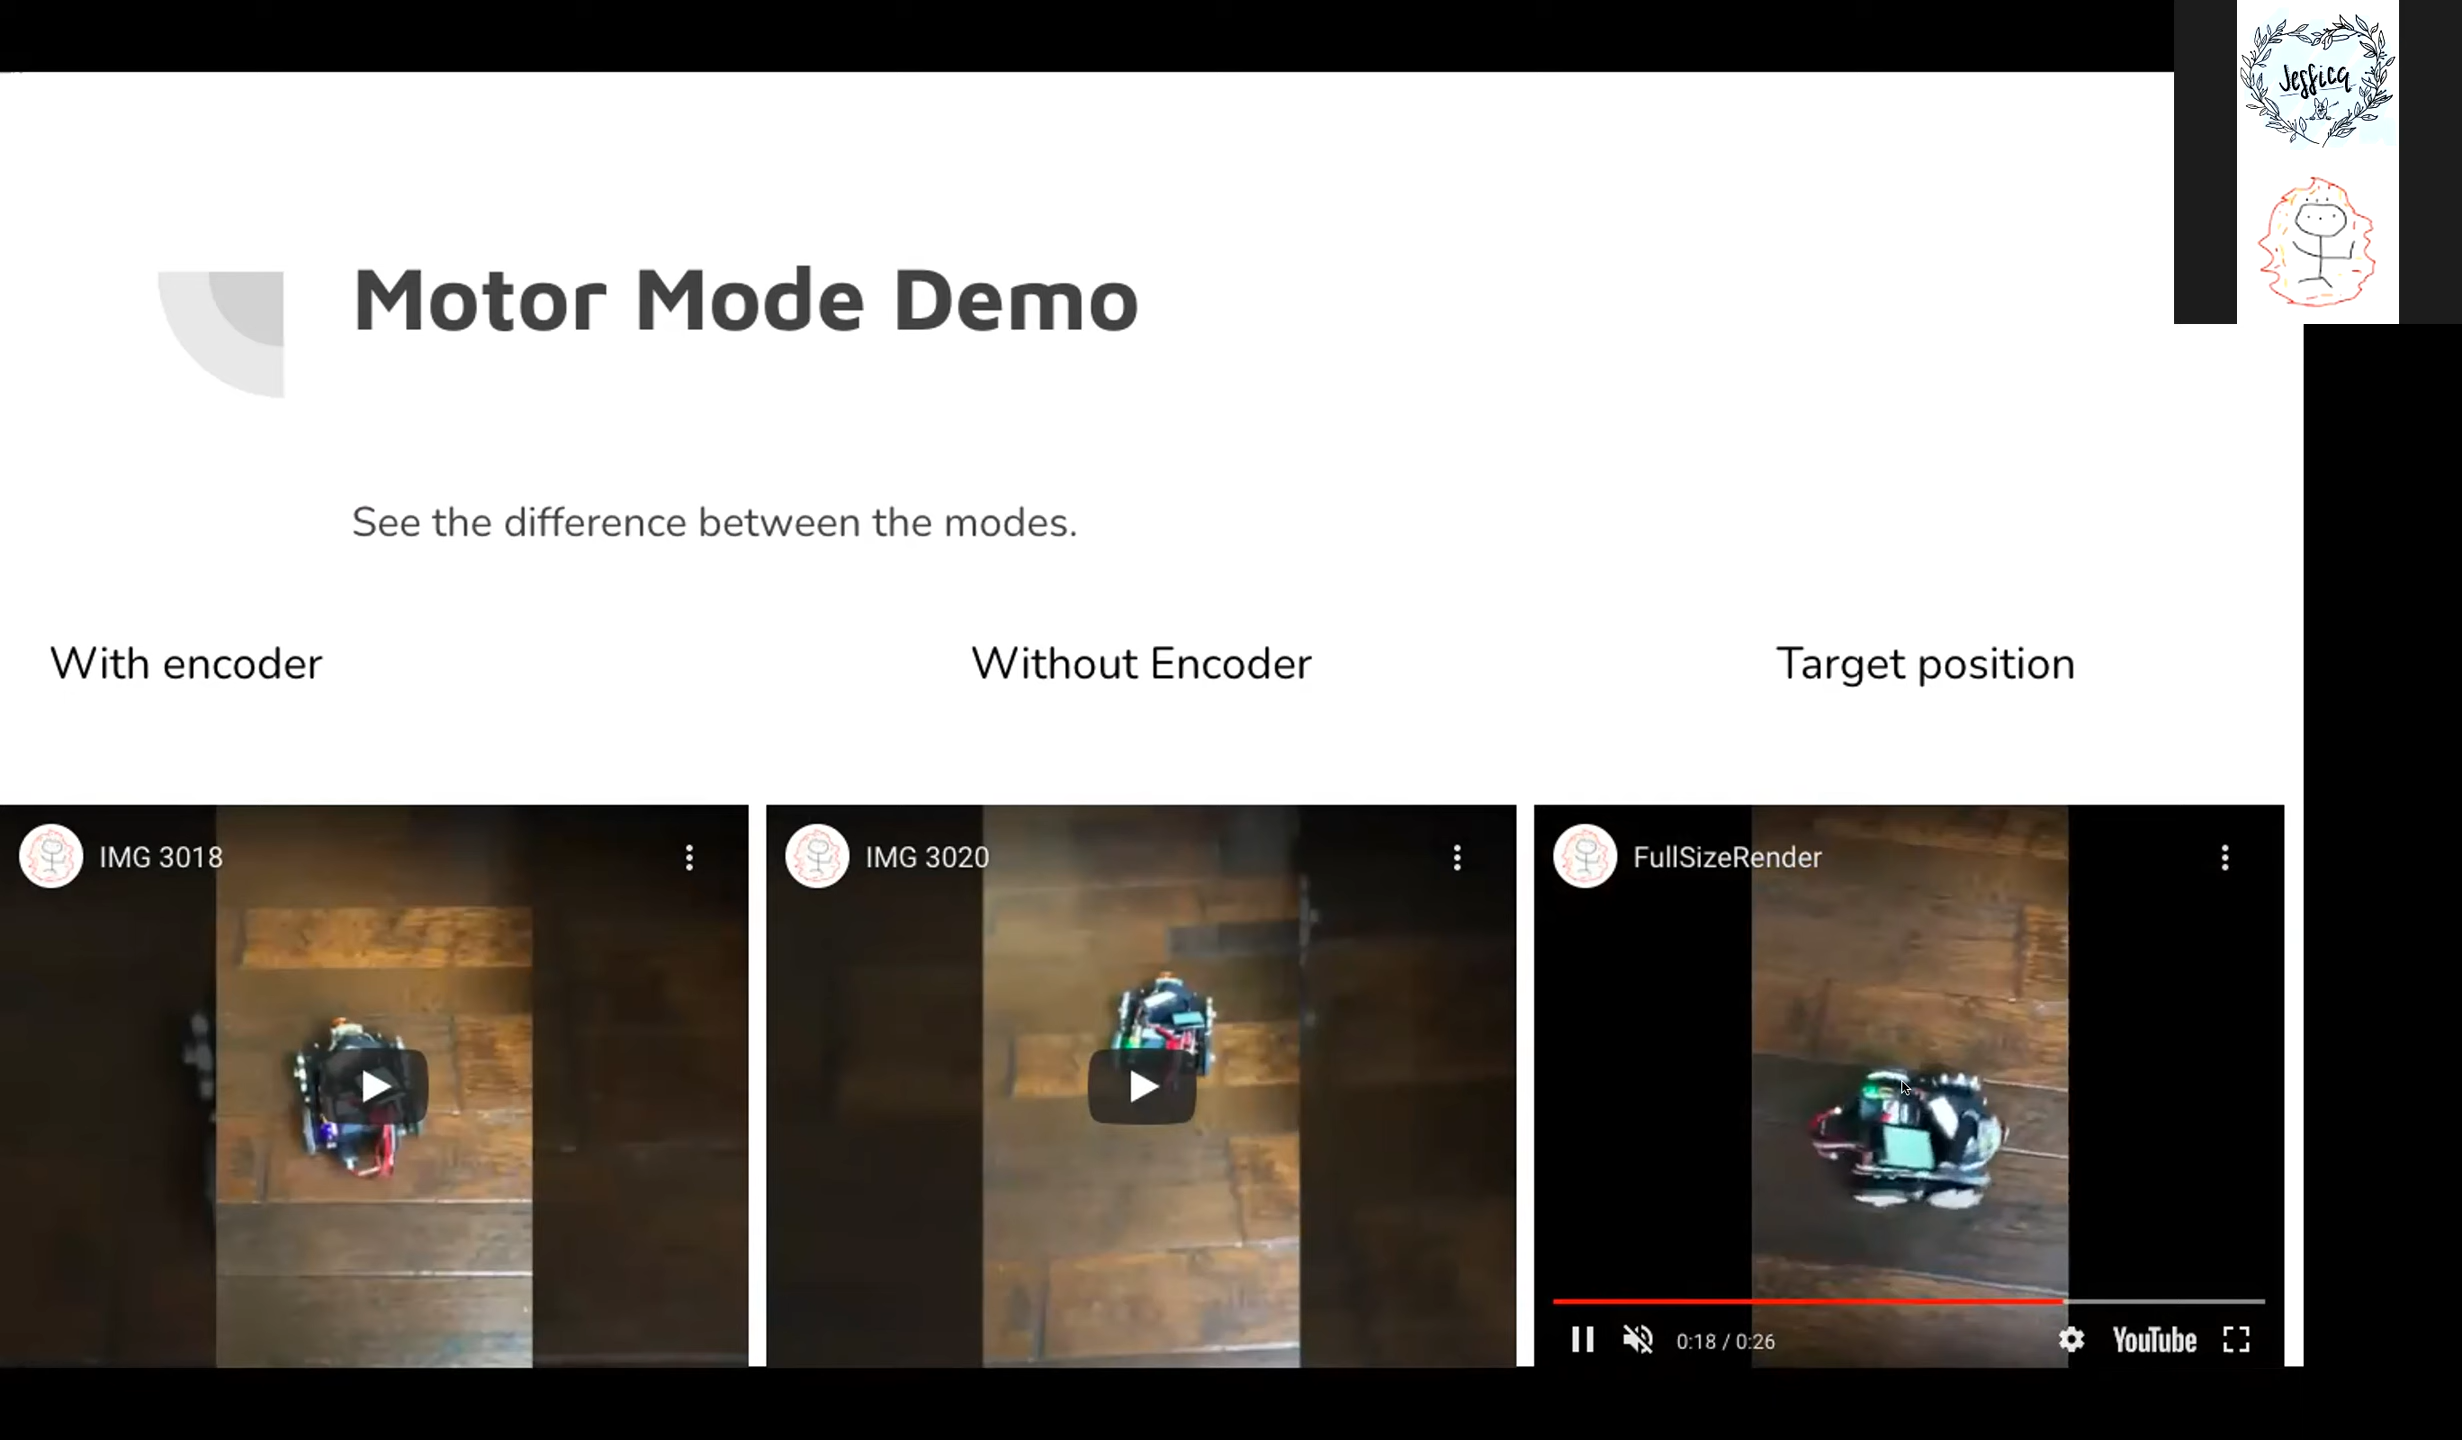 Jessica
Motor Mode Demo
See the difference between the modes.
With encoder
Without Encoder
Target position
IMG 3018
IMG 3020
FullSizeRender
0:18 / 0:26
YouTube